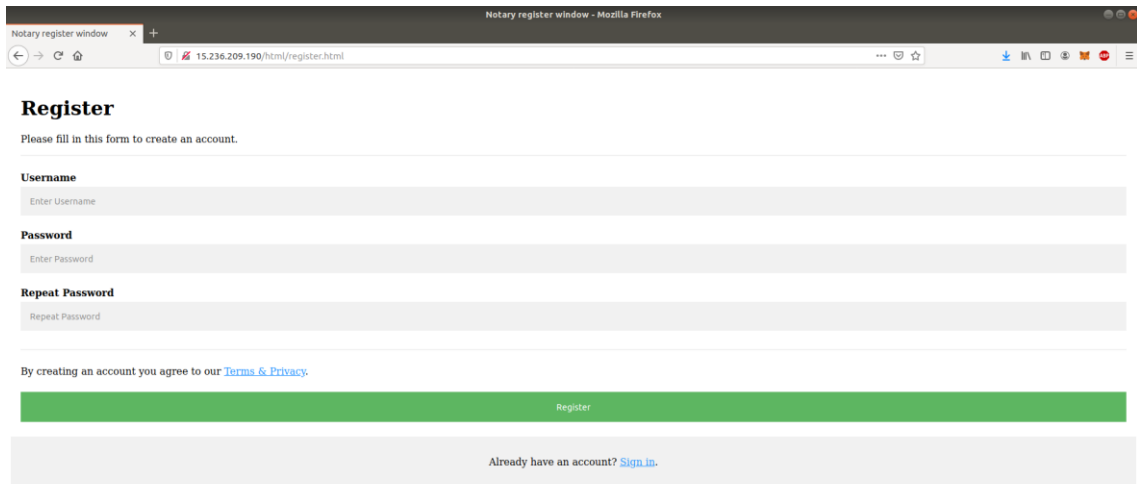 Notary register window - Mozilla Firefox
Notary register window
15.236.209.190/html/register.html
Register
Please fill in this form to create an account.
Username
Enter Username
Password
Enter Password
Repeat Password
Repeat Password
By creating an account you agree to our Terms & Privacy.
Register
Already have an account? Sign in.